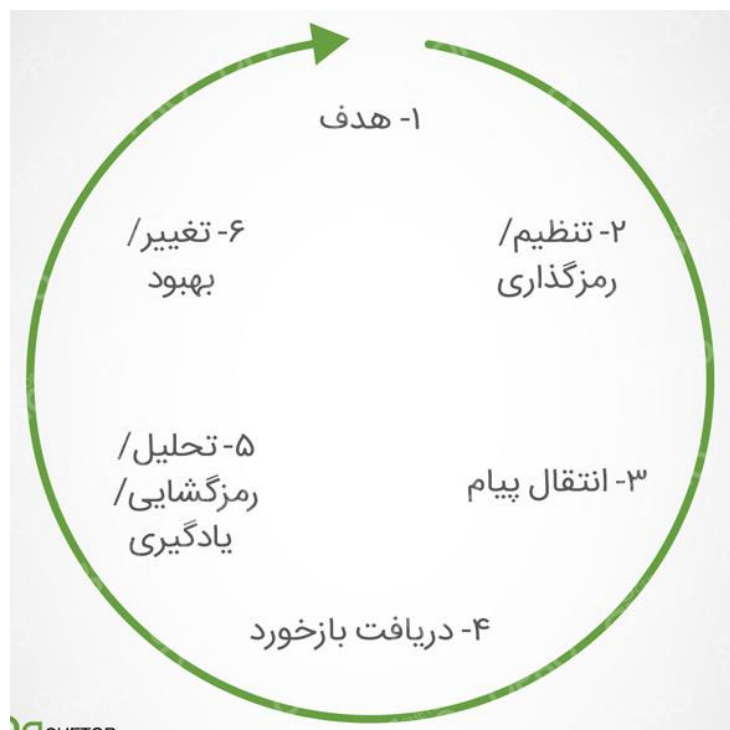 ۱- هدف
۲- تنظیم/
رمزگذاری
۳- انتقال پیام
۴- دریافت بازخورد
۵- تحلیل/
رمزگشایی/
یادگیری
۶- تغییر/
بهبود